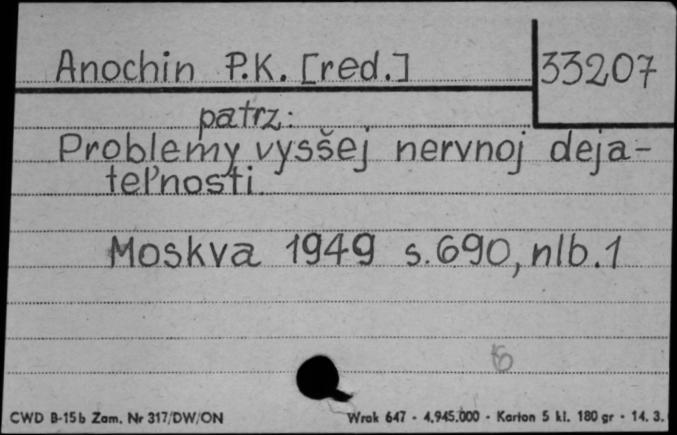 Anochin P.K. [red.] 33207
patrz:
Problemy vysšej nervnoj deja-
tel'nosti
Moskva 1949 s.690, nlb.1
6
CWD B-15b Zam. Nr 317/DW/ON Wrak 647 - 4.945.000 - Karton 5 kl. 180 gr - 14. 3.